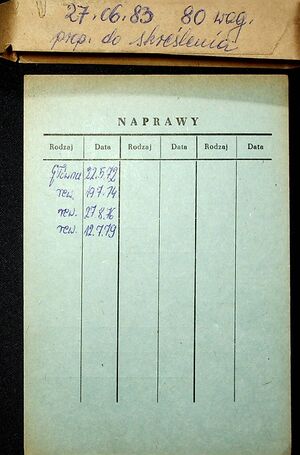 27.06.83 80 wag.
prop. do skreślenia
NAPRAWY
Rodzaj Data Rodzaj Data Rodzaj Data
główna 22.5.72
rew. 19.7.74
rew. 27.8.76
rew. 12.7.79